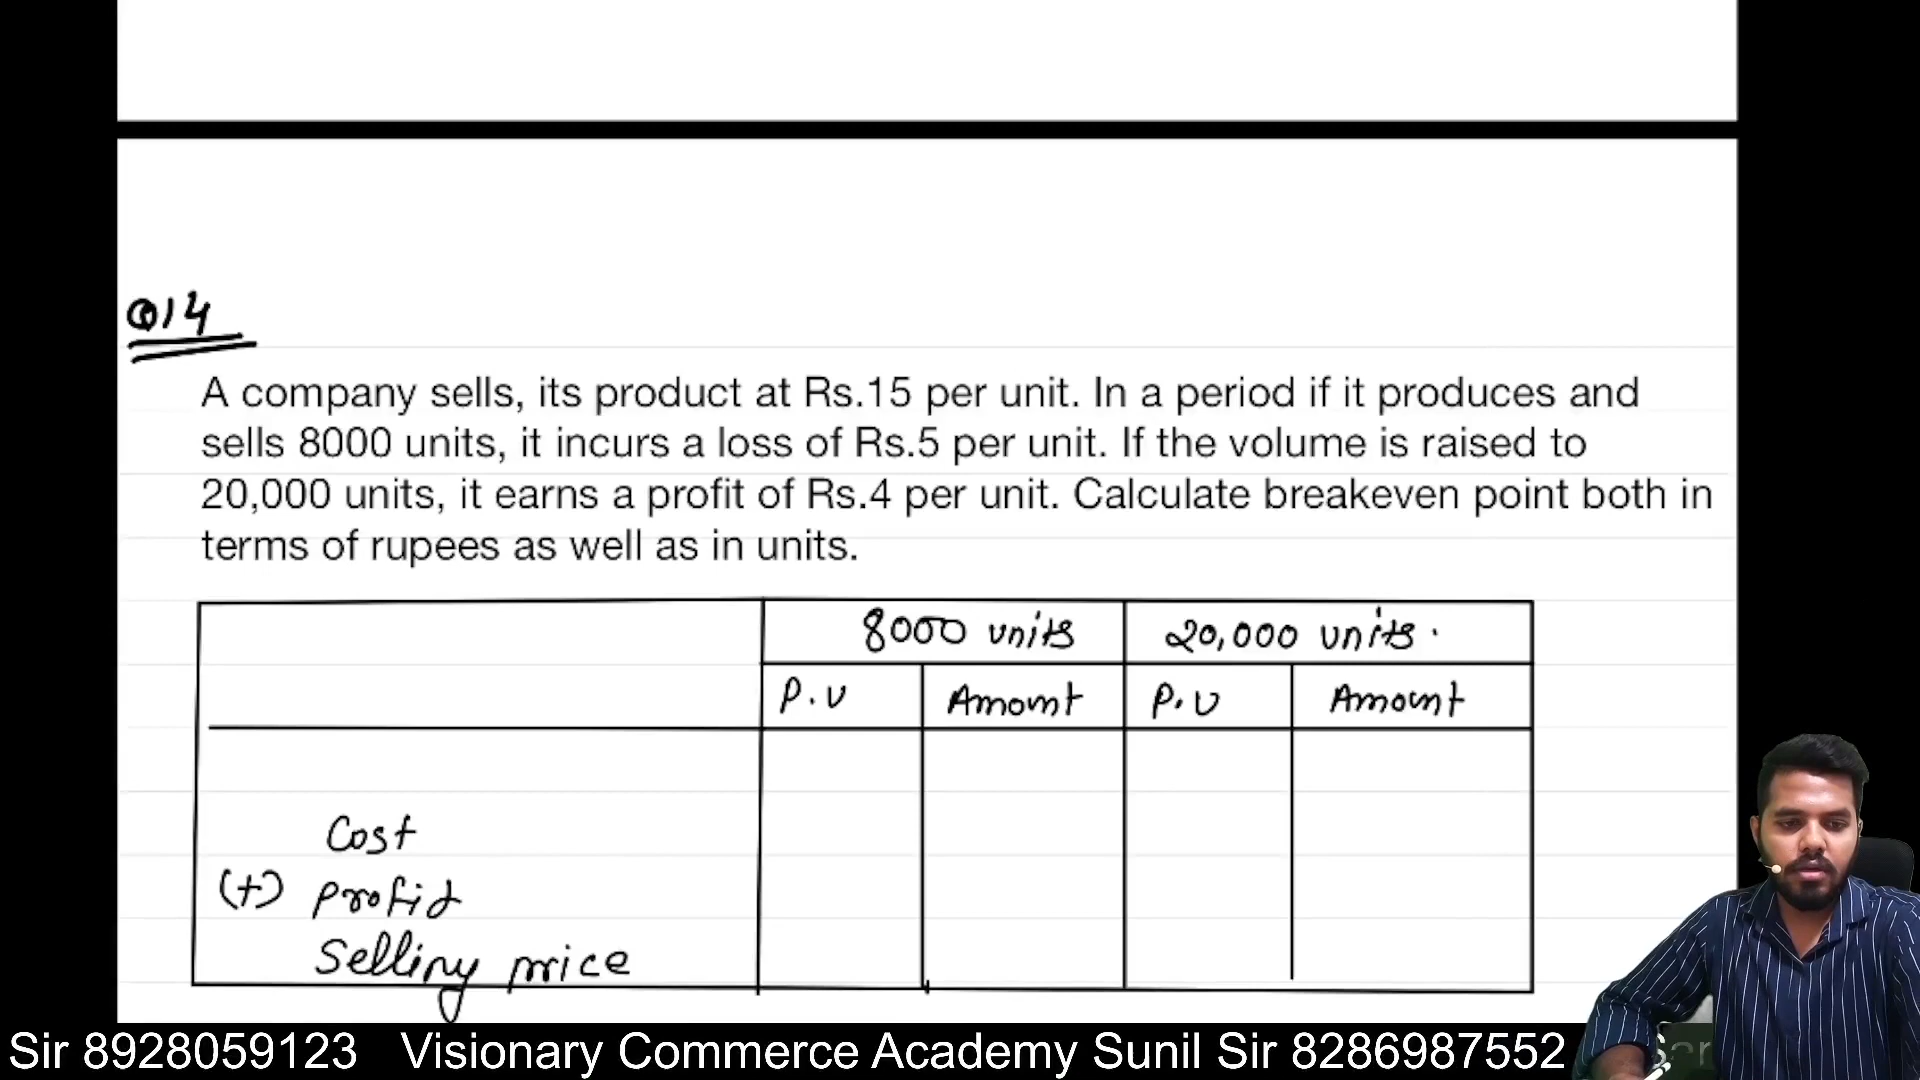 Q14
A company sells, its product at Rs.15 per unit. In a period if it produces and
sells 8000 units, it incurs a loss of Rs.5 per unit. If the volume is raised to
20,000 units, it earns a profit of Rs.4 per unit. Calculate breakeven point both in
terms of rupees as well as in units.
8000 units 20,000 units.
P.U Amount P.U Amount
Cost
(+) profit
Selling price
Sir 8928059123 Visionary Commerce Academy Sunil Sir 8286987552